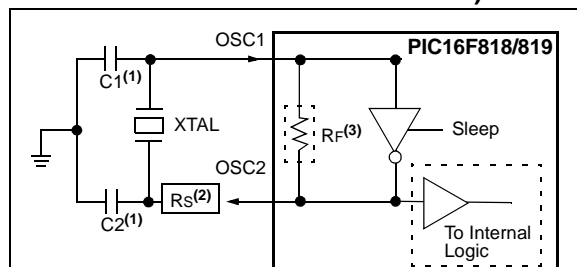 OSC1
PIC16F818/819
C1(1)
XTAL
RF(3)
Sleep
OSC2
RS(2)
C2(1)
To Internal
Logic